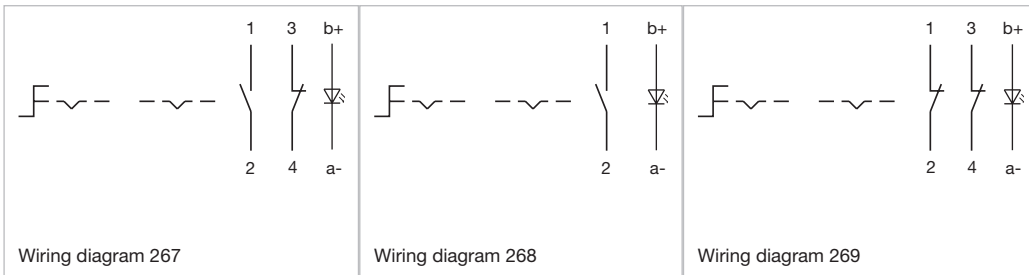 1 3 b+
2 4 a-
Wiring diagram 267
1 b+
2 a-
Wiring diagram 268
1 3 b+
2 4 a-
Wiring diagram 269